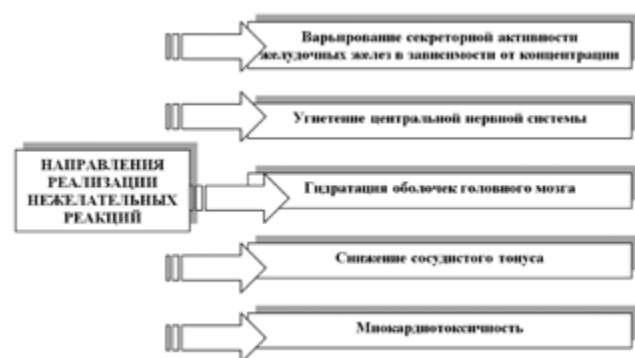 Варьирование секреторной активности
желудочных желез в зависимости от концентрации
Угнетение центральной нервной системы
НАПРАВЛЕНИЯ
РЕАЛИЗАЦИИ
НЕЖЕЛАТЕЛЬНЫХ
РЕАКЦИЙ
Гидратация оболочек головного мозга
Снижение сосудистого тонуса
Миокардиотоксичность